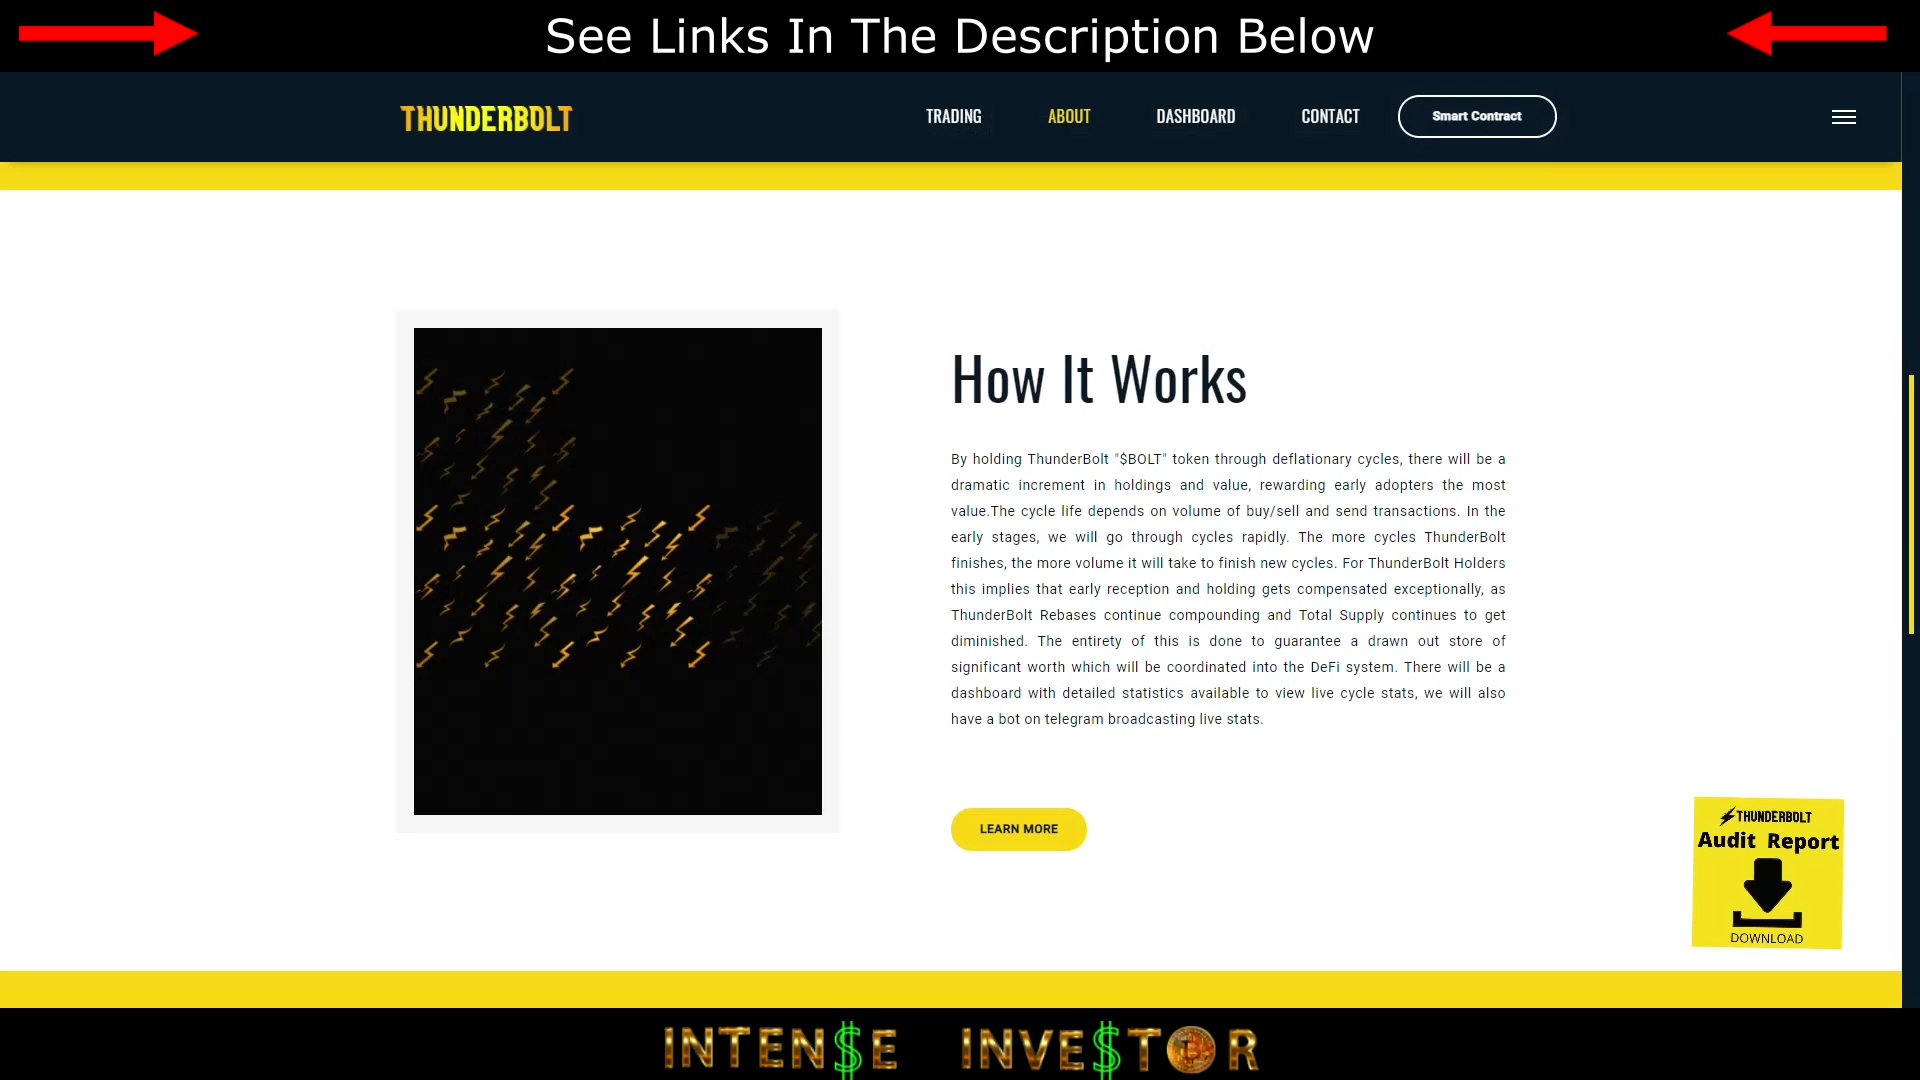 See Links In The Description Below
THUNDERBOLT
TRADING
ABOUT
DASHBOARD
CONTACT
Smart Contract
How It Works
By holding ThunderBolt "$BOLT" token through deflationary cycles, there will be a
dramatic increment in holdings and value, rewarding early adopters the most
value.The cycle life depends on volume of buy/sell and send transactions. In the
early stages, we will go through cycles rapidly. The more cycles ThunderBolt
finishes, the more volume it will take to finish new cycles. For ThunderBolt Holders
this implies that early reception and holding gets compensated exceptionally, as
ThunderBolt Rebases continue compounding and Total Supply continues to get
diminished. The entirety of this is done to guarantee a drawn out store of
significant worth which will be coordinated into the DeFi system. There will be a
dashboard with detailed statistics available to view live cycle stats, we will also
have a bot on telegram broadcasting live stats.
LEARN MORE
THUNDERBOLT
Audit Report
DOWNLOAD
INTEN$E INVE$TOR